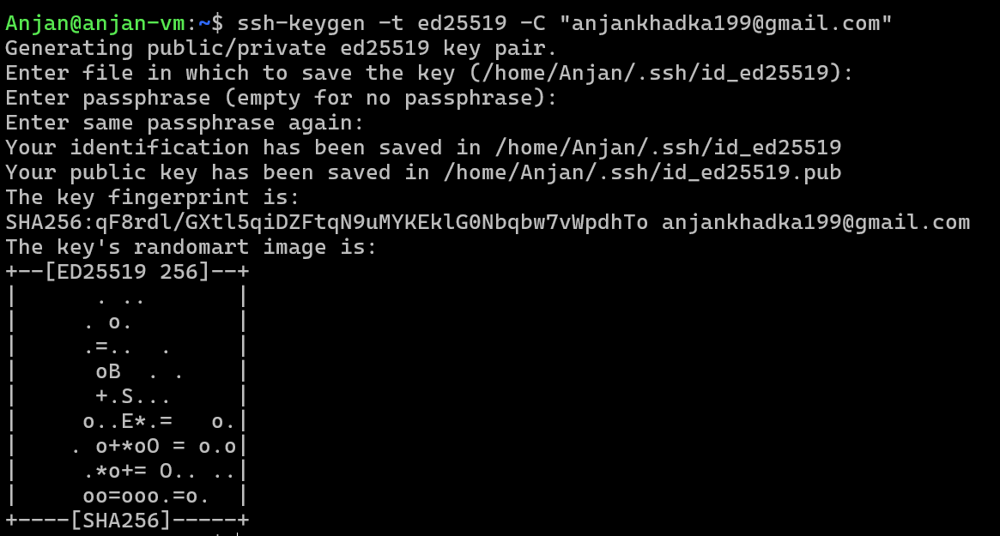 Anjan@anjan-vm:~$ ssh-keygen -t ed25519 -C "anjankhadka199@gmail.com"
Generating public/private ed25519 key pair.
Enter file in which to save the key (/home/Anjan/.ssh/id_ed25519):
Enter passphrase (empty for no passphrase):
Enter same passphrase again:
Your identification has been saved in /home/Anjan/.ssh/id_ed25519
Your public key has been saved in /home/Anjan/.ssh/id_ed25519.pub
The key fingerprint is:
SHA256:qF8rdl/GXtl5qiDZFtqN9uMYKEklG0Nbqbw7vWpdhTo anjankhadka199@gmail.com
The key's randomart image is:
+--[ED25519 256]--+
|      . ..       |
|     . o.        |
|     .=..  .     |
|      oB  . .    |
|      +.S...     |
|     o..E*.=   o.|
|    . o+*oO = o.o|
|     .*o+= O.. ..|
|     oo=ooo.=o.  |
+----[SHA256]-----+